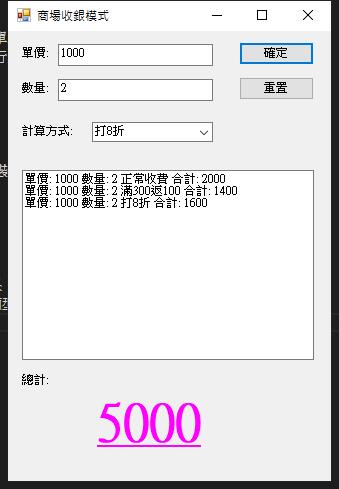 商場收銀模式
單價: 1000 確定
數量: 2 重置
計算方式: 打8折
單價: 1000 數量: 2 正常收費 合計: 2000
單價: 1000 數量: 2 滿300返100 合計: 1400
單價: 1000 數量: 2 打8折 合計: 1600
總計:
5000